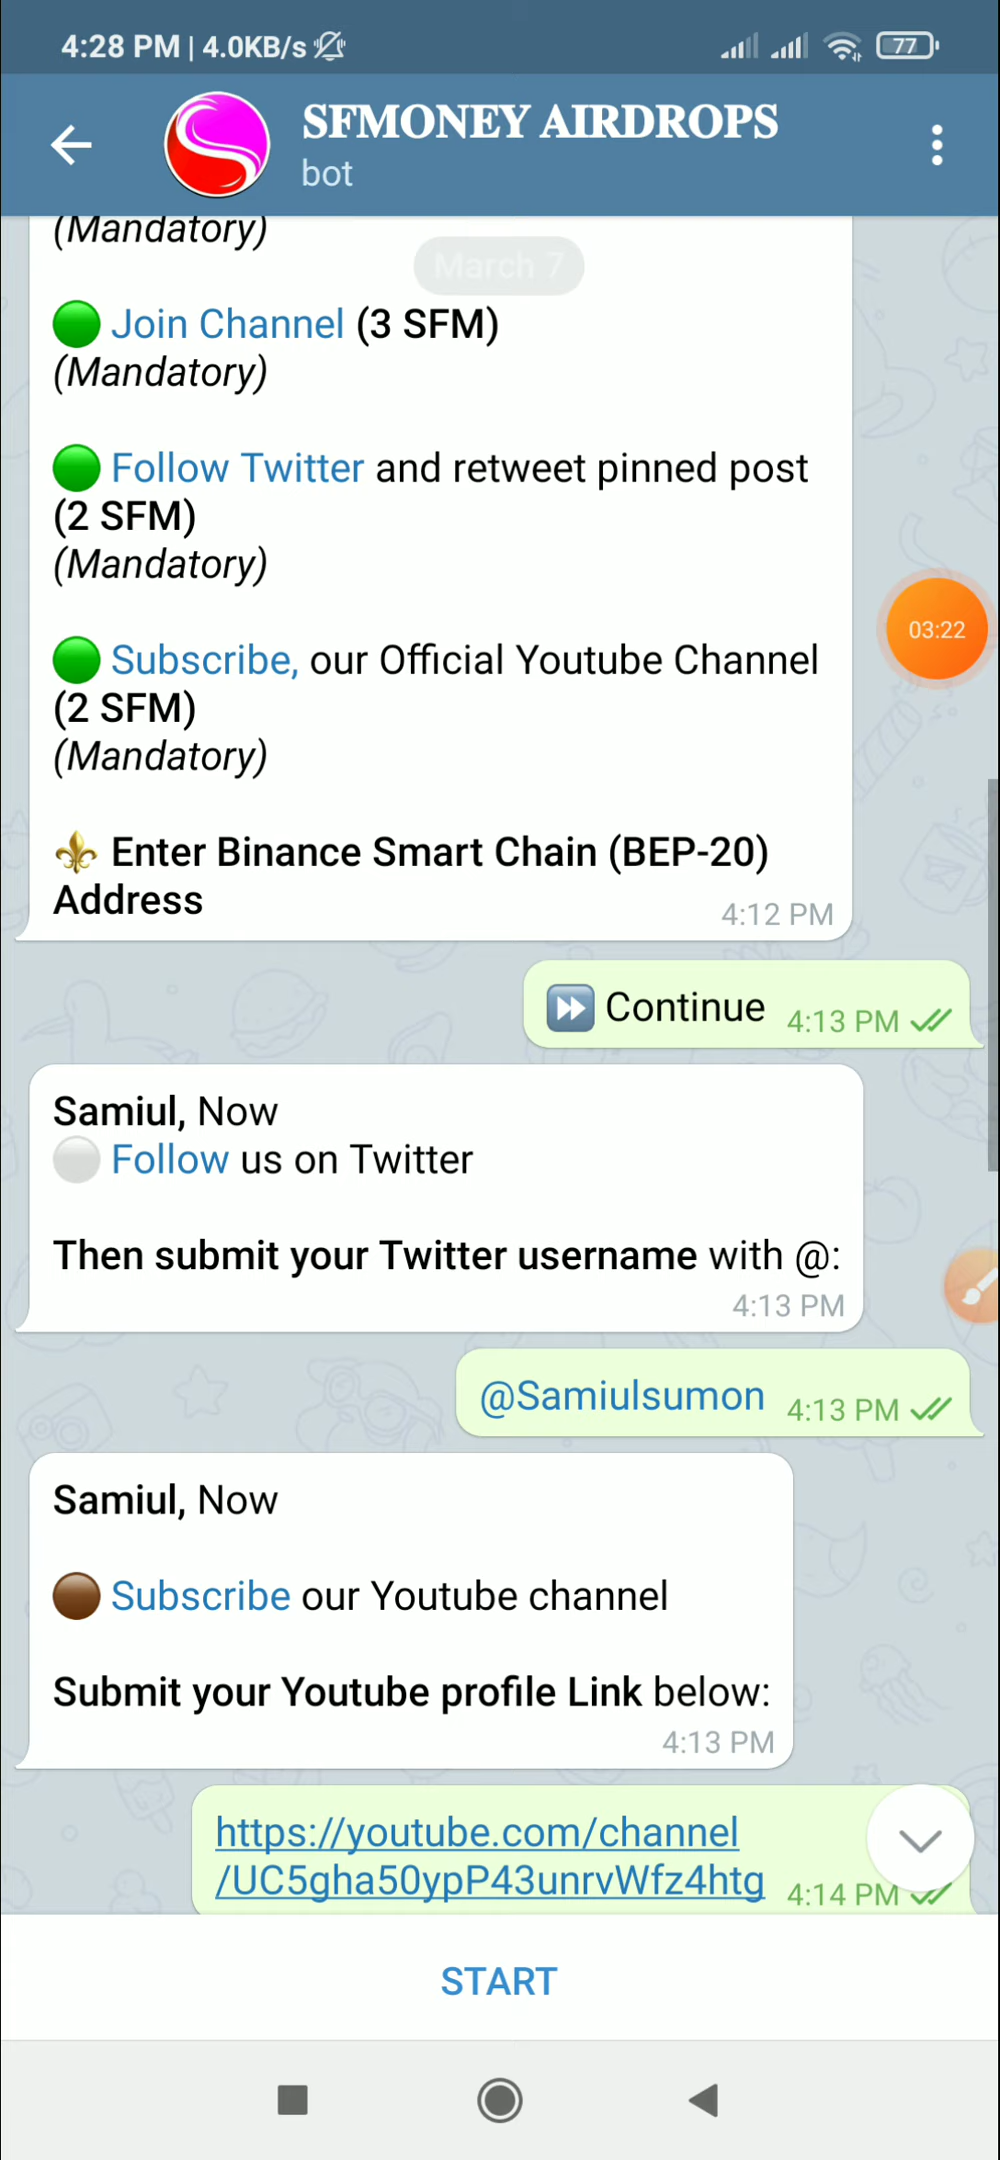 4:28 PM | 4.0KB/s
77
SFMONEY AIRDROPS
bot
(Mandatory)
March 7
Join Channel (3 SFM)
(Mandatory)
Follow Twitter and retweet pinned post
(2 SFM)
(Mandatory)
03:22
Subscribe, our Official Youtube Channel
(2 SFM)
(Mandatory)
Enter Binance Smart Chain (BEP-20)
Address
4:12 PM
Continue 4:13 PM
Samiul, Now
Follow us on Twitter
Then submit your Twitter username with @:
4:13 PM
@Samiulsumon 4:13 PM
Samiul, Now
Subscribe our Youtube channel
Submit your Youtube profile Link below:
4:13 PM
https://youtube.com/channel
/UC5gha50ypP43unrvWfz4htg 4:14 PM
START